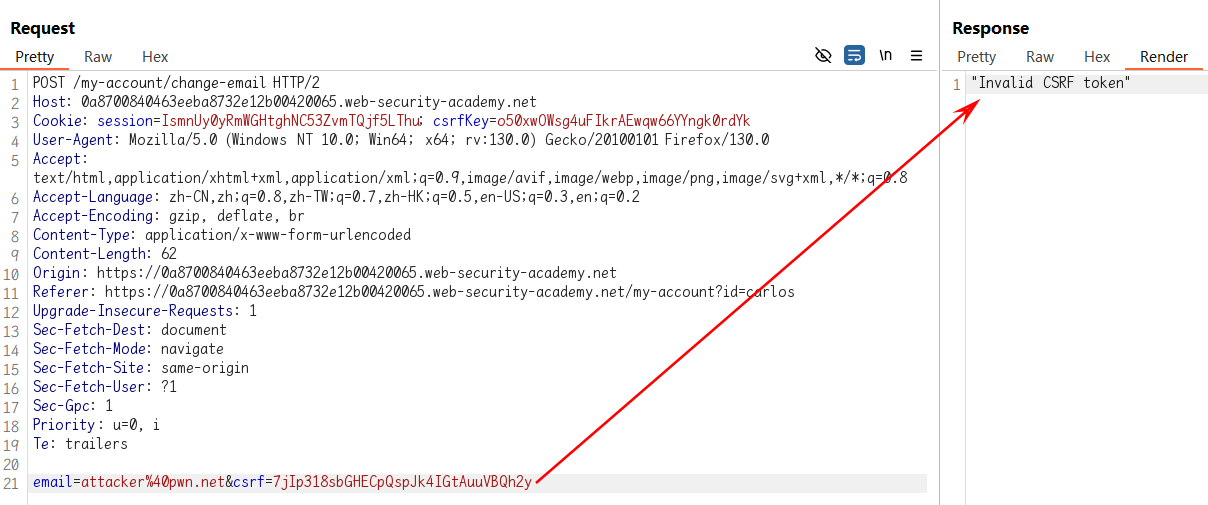 Request
Pretty Raw Hex \n
1 POST /my-account/change-email HTTP/2
2 Host: 0a8700840463eeba8732e12b00420065.web-security-academy.net
3 Cookie: session=IsmnUy0yRmWGHtghNC53ZvmTQjf5LThu; csrfKey=o50xwOWsg4uFIkrAEwqw66YYngk0rdYk
4 User-Agent: Mozilla/5.0 (Windows NT 10.0; Win64; x64; rv:130.0) Gecko/20100101 Firefox/130.0
5 Accept:
text/html,application/xhtml+xml,application/xml;q=0.9,image/avif,image/webp,image/png,image/svg+xml,*/*;q=0.8
6 Accept-Language: zh-CN,zh;q=0.8,zh-TW;q=0.7,zh-HK;q=0.5,en-US;q=0.3,en;q=0.2
7 Accept-Encoding: gzip, deflate, br
8 Content-Type: application/x-www-form-urlencoded
9 Content-Length: 62
10 Origin: https://0a8700840463eeba8732e12b00420065.web-security-academy.net
11 Referer: https://0a8700840463eeba8732e12b00420065.web-security-academy.net/my-account?id=carlos
12 Upgrade-Insecure-Requests: 1
13 Sec-Fetch-Dest: document
14 Sec-Fetch-Mode: navigate
15 Sec-Fetch-Site: same-origin
16 Sec-Fetch-User: ?1
17 Sec-Gpc: 1
18 Priority: u=0, i
19 Te: trailers
20
21 email=attacker%40pwn.net&csrf=7jIp318sbGHECpQspJk4IGtAuuVBQh2y
Response
Pretty Raw Hex Render
1 "Invalid CSRF token"